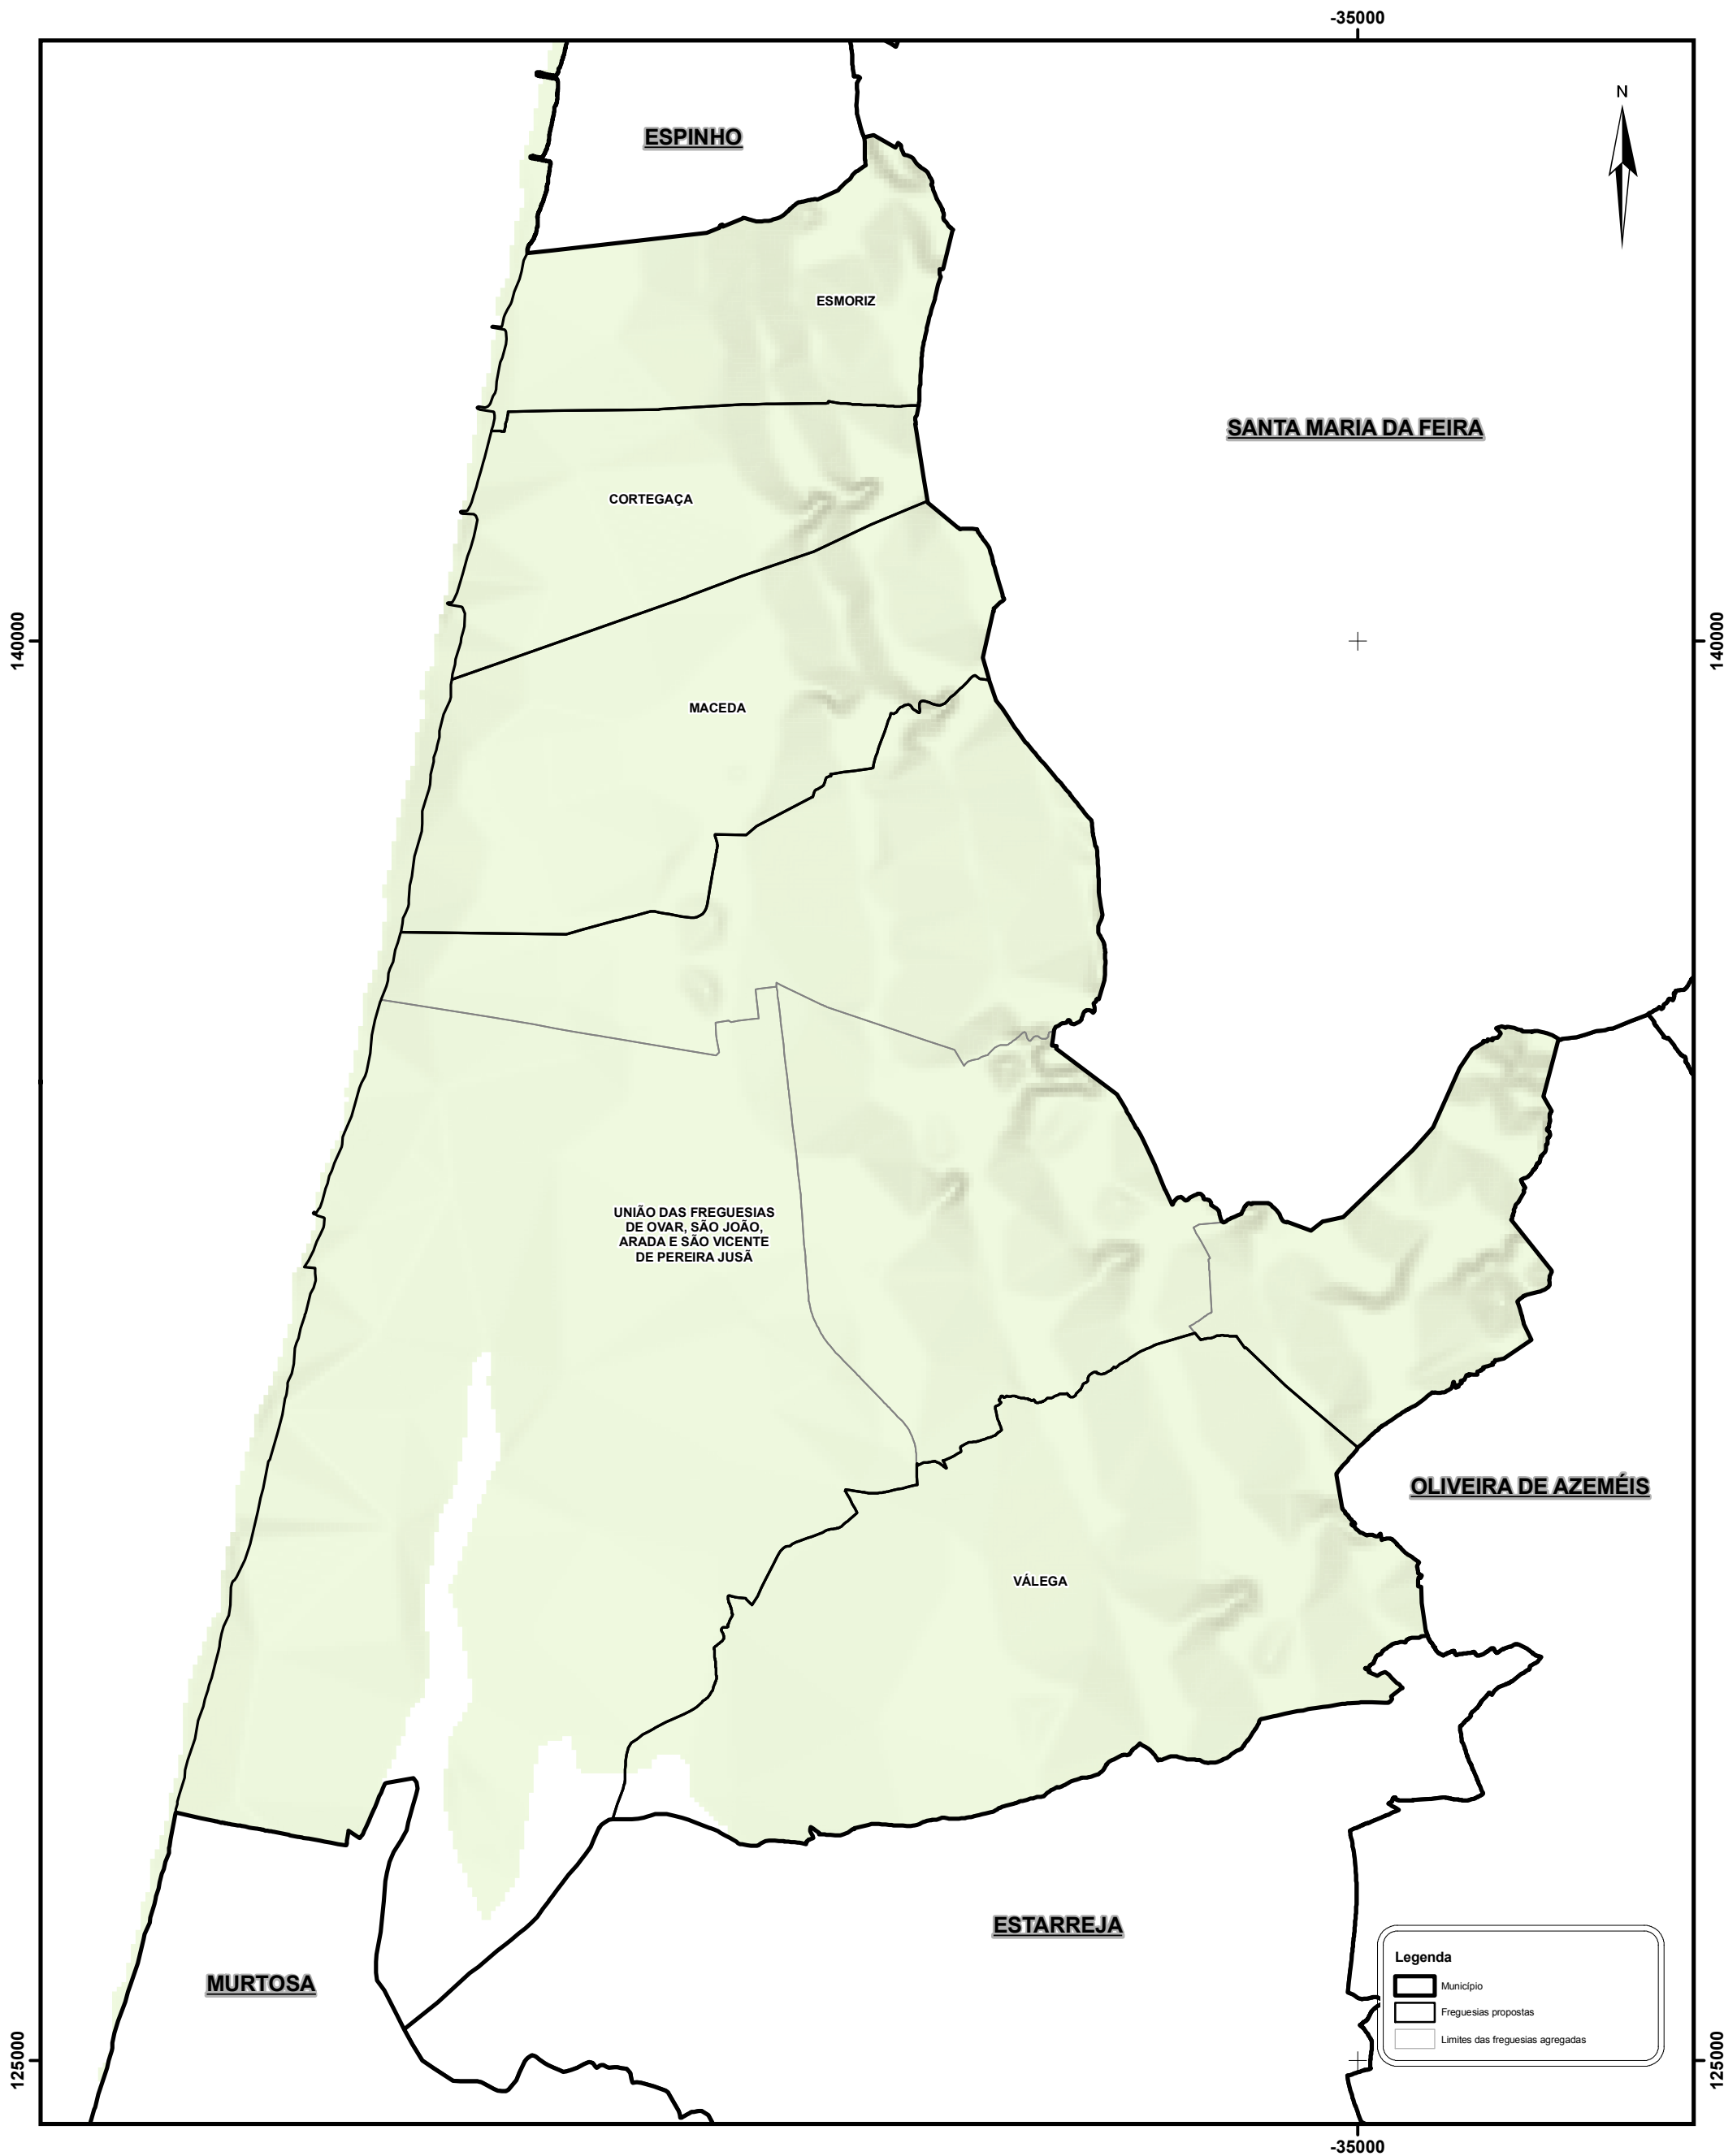 -35000
N
ESPINHO
ESMORIZ
SANTA MARIA DA FEIRA
CORTEGAÇA
140000
140000
MACEDA
UNIÃO DAS FREGUESIAS
DE OVAR, SÃO JOÃO,
ARADA E SÃO VICENTE
DE PEREIRA JUSÃ
OLIVEIRA DE AZEMÉIS
VÁLEGA
ESTARREJA
MURTOSA
Legenda
Município
Freguesias propostas
Limites das freguesias agregadas
125000
125000
-35000